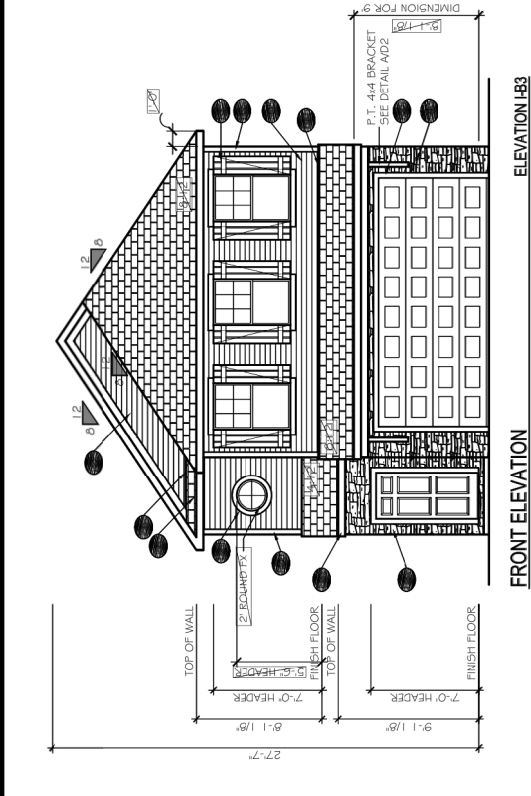 DIMENSION FOR 9'
8'-1-1/8"
P.T. 4x4 BRACKET
SEE DETAIL A/D2
1'-0"
12
8
12
8
12
8
2' ROUND FX
TOP OF WALL
FINISH FLOOR
TOP OF WALL
FINISH FLOOR
5'-6" HEADER
7'-0" HEADER
8'-1-1/8"
7'-0" HEADER
9'-1-1/8"
27'-7"
FRONT ELEVATION
ELEVATION I-B3